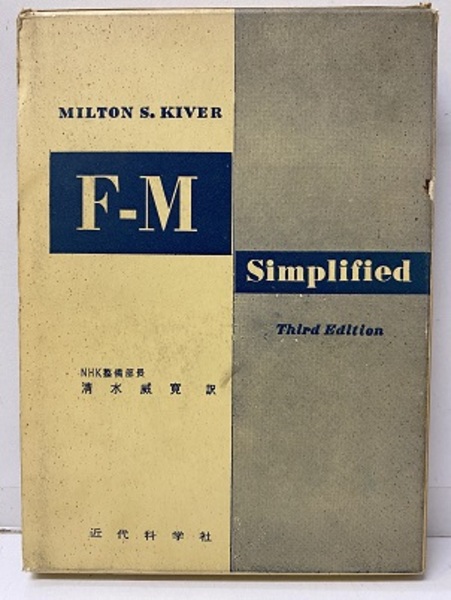 MILTON S. KIVER
F-M
Simplified
Third Edition
NHK整備部長
清水威寛 訳
近代科学社